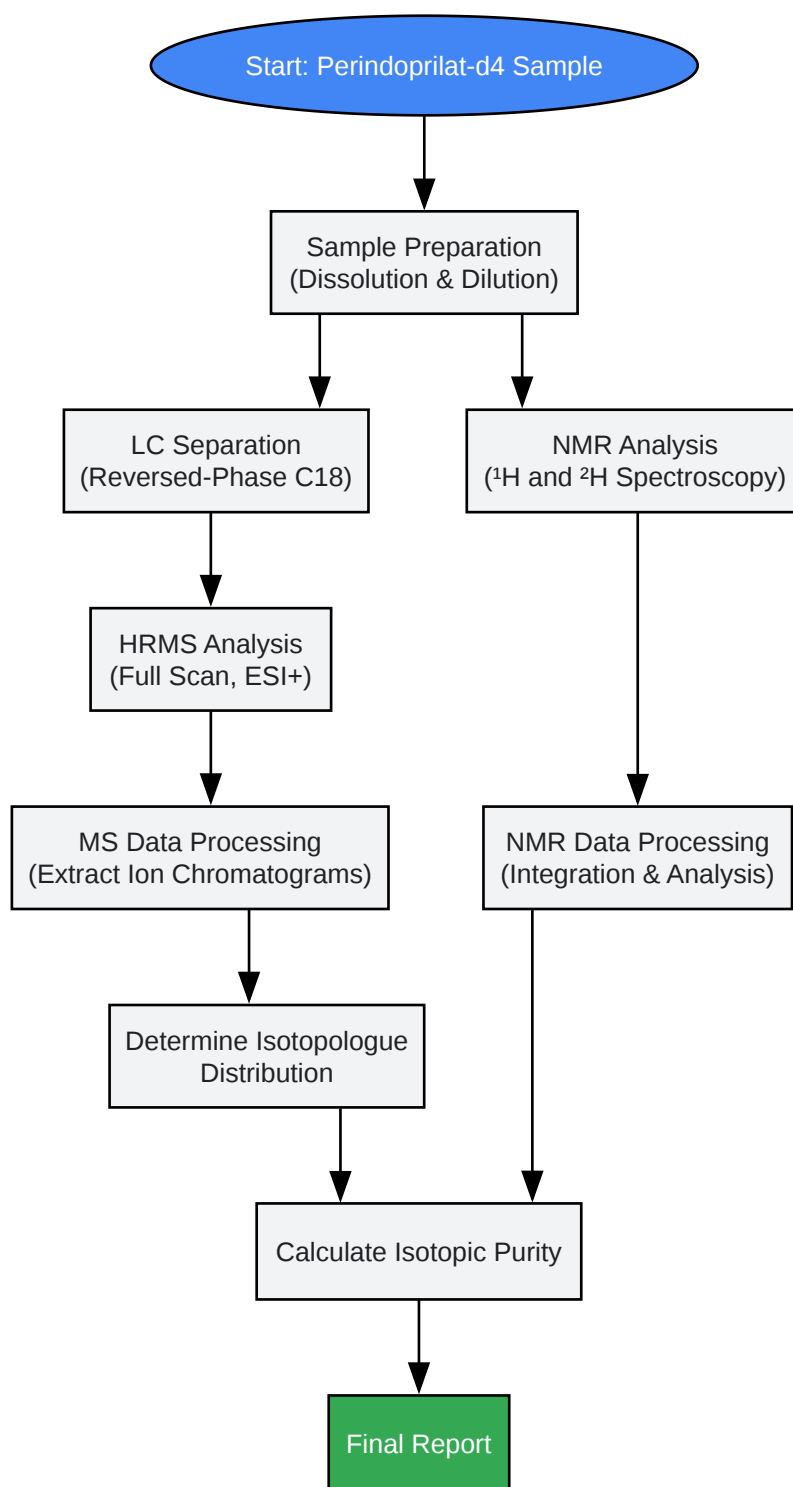 Start: Perindoprilat-d4 Sample
Sample Preparation
(Dissolution & Dilution)
LC Separation
(Reversed-Phase C18)
NMR Analysis
(¹H and ²H Spectroscopy)
HRMS Analysis
(Full Scan, ESI+)
MS Data Processing
(Extract Ion Chromatograms)
NMR Data Processing
(Integration & Analysis)
Determine Isotopologue
Distribution
Calculate Isotopic Purity
Final Report